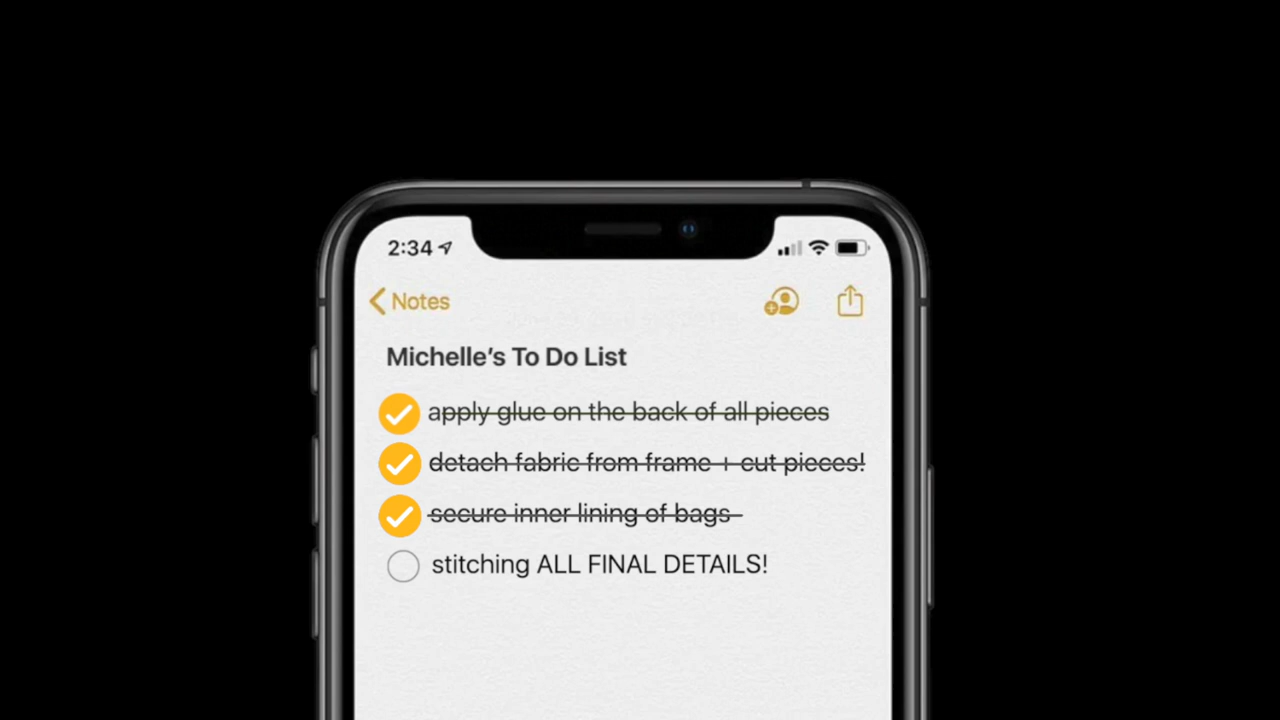 2:34
Notes
Michelle's To Do List
apply glue on the back of all pieces
detach fabric from frame + cut pieces!
secure inner lining of bags
stitching ALL FINAL DETAILS!